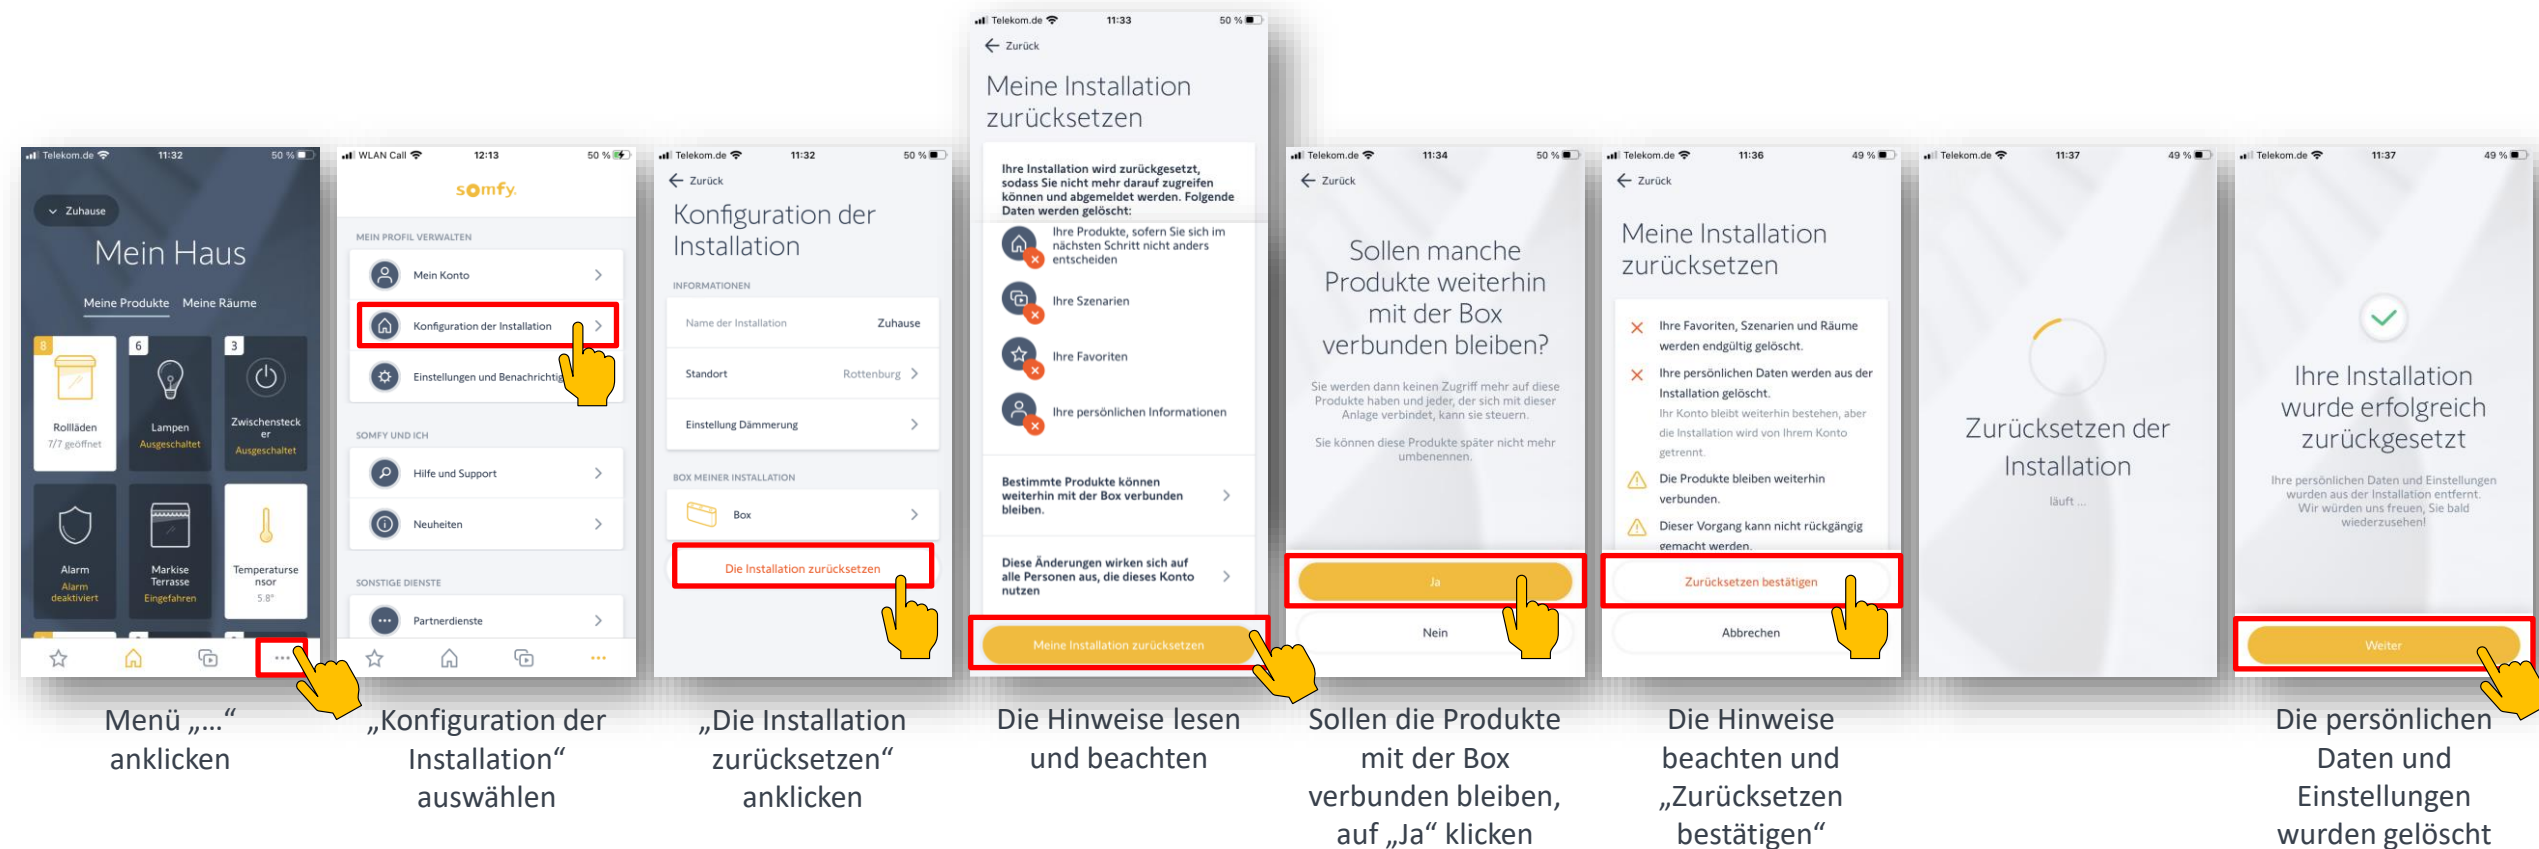 Telekom.de 11:32 50 %
Zuhause
Mein Haus
Meine Produkte Meine Räume
8
6
3
Rollläden
7/7 geöffnet
Lampen
Ausgeschaltet
Zwischensteck
er
Ausgeschaltet
Alarm
Alarm
deaktiviert
Markise
Terrasse
Eingefahren
Temperaturse
nsor
5.8°
Menü „...“
anklicken
WLAN Call 12:13 50 %
somfy.
MEIN PROFIL VERWALTEN
Mein Konto
Konfiguration der Installation
Einstellungen und Benachrichtig
SOMFY UND ICH
Hilfe und Support
Neuheiten
SONSTIGE DIENSTE
Partnerdienste
„Konfiguration der
Installation“
auswählen
Telekom.de 11:32 50 %
Zurück
Konfiguration der
Installation
INFORMATIONEN
Name der Installation Zuhause
Standort Rottenburg
Einstellung Dämmerung
BOX MEINER INSTALLATION
Box
Die Installation zurücksetzen
„Die Installation
zurücksetzen“
anklicken
Telekom.de 11:33 50 %
Zurück
Meine Installation
zurücksetzen
Ihre Installation wird zurückgesetzt,
sodass Sie nicht mehr darauf zugreifen
können und abgemeldet werden. Folgende
Daten werden gelöscht:
Ihre Produkte, sofern Sie sich im
nächsten Schritt nicht anders
entscheiden
Ihre Szenarien
Ihre Favoriten
Ihre persönlichen Informationen
Bestimmte Produkte können
weiterhin mit der Box verbunden
bleiben.
Diese Änderungen wirken sich auf
alle Personen aus, die dieses Konto
nutzen
Meine Installation zurücksetzen
Die Hinweise lesen
und beachten
Telekom.de 11:34 50 %
Zurück
Sollen manche
Produkte weiterhin
mit der Box
verbunden bleiben?
Sie werden dann keinen Zugriff mehr auf diese
Produkte haben und jeder, der sich mit dieser
Anlage verbindet, kann sie steuern.
Sie können diese Produkte später nicht mehr
umbenennen.
Ja
Nein
Sollen die Produkte
mit der Box
verbunden bleiben,
auf „Ja“ klicken
Telekom.de 11:36 49 %
Zurück
Meine Installation
zurücksetzen
Ihre Favoriten, Szenarien und Räume
werden endgültig gelöscht.
Ihre persönlichen Daten werden aus der
Installation gelöscht.
Ihr Konto bleibt weiterhin bestehen, aber
die Installation wird von Ihrem Konto
getrennt.
Die Produkte bleiben weiterhin
verbunden.
Dieser Vorgang kann nicht rückgängig
gemacht werden.
Zurücksetzen bestätigen
Abbrechen
Die Hinweise
beachten und
„Zurücksetzen
bestätigen“
Telekom.de 11:37 49 %
Zurücksetzen der
Installation
läuft ...
Telekom.de 11:37 49 %
Ihre Installation
wurde erfolgreich
zurückgesetzt
Ihre persönlichen Daten und Einstellungen
wurden aus der Installation entfernt.
Wir würden uns freuen, Sie bald
wiederzusehen!
Weiter
Die persönlichen
Daten und
Einstellungen
wurden gelöscht